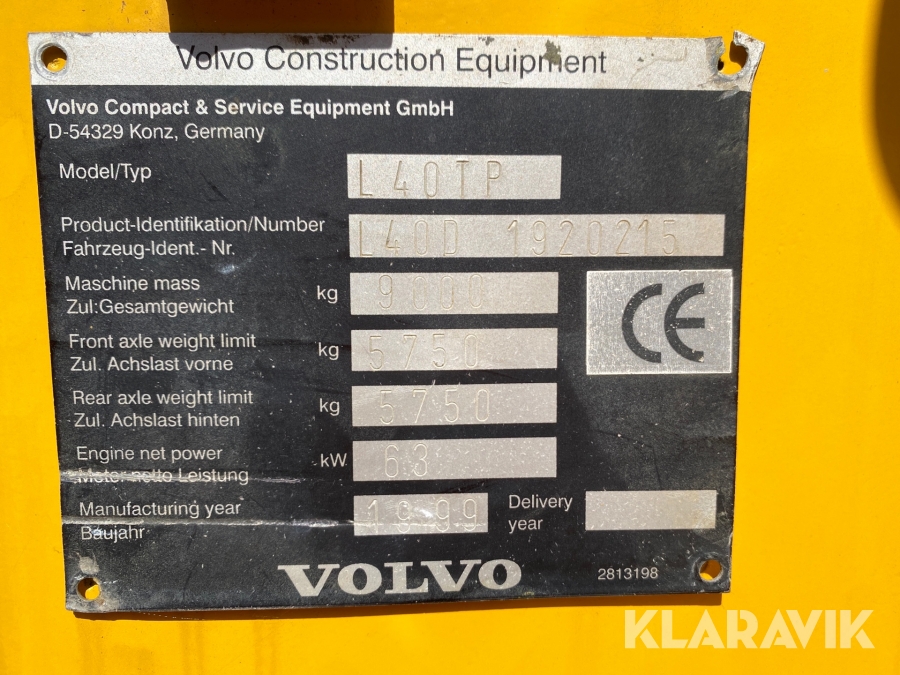 Volvo Construction Equipment
Volvo Compact & Service Equipment GmbH
D-54329 Konz, Germany
Model/Typ L40TP
Product-Identifikation/Number
Fahrzeug-Ident.- Nr. L40D 1920215
Maschine mass
Zul:Gesamtgewicht kg 9000
Front axle weight limit
Zul. Achslast vorne kg 5750
Rear axle weight limit
Zul. Achslast hinten kg 5750
Engine net power
Moter netto Leistung kW 63
Manufacturing year
Baujahr 1999
Delivery
year
CE
VOLVO
2813198
KLARAVIK